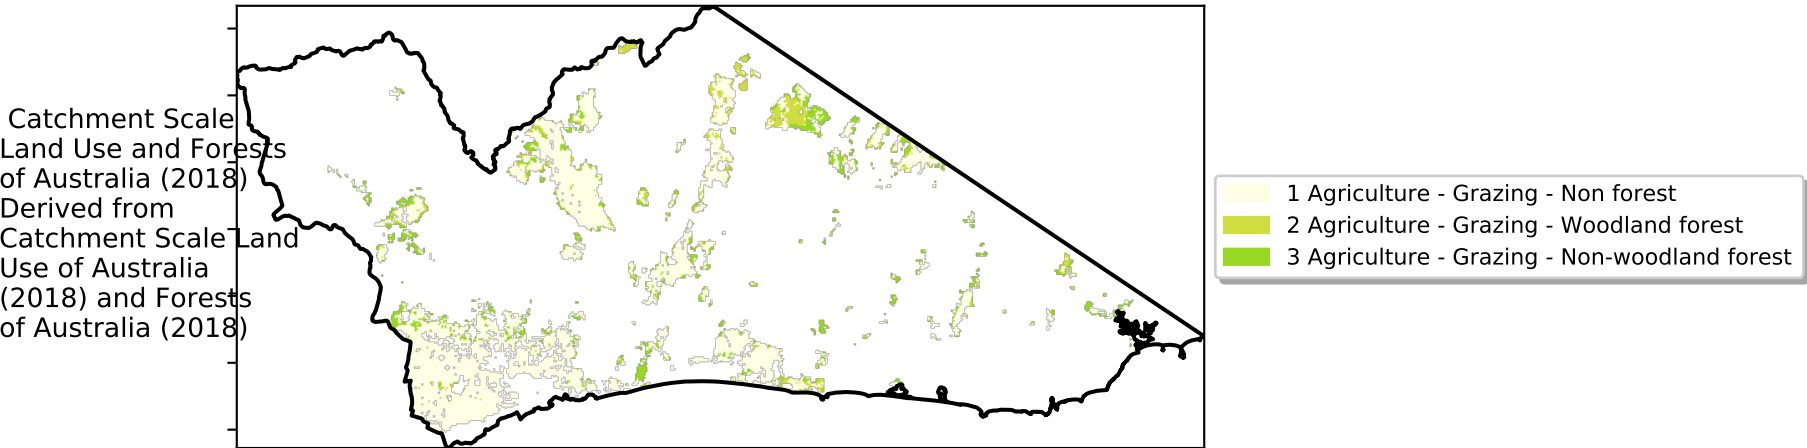 Catchment Scale
Land Use and Forests
of Australia (2018)
Derived from
Catchment Scale Land
Use of Australia
(2018) and Forests
of Australia (2018)
1 Agriculture - Grazing - Non forest
2 Agriculture - Grazing - Woodland forest
3 Agriculture - Grazing - Non-woodland forest